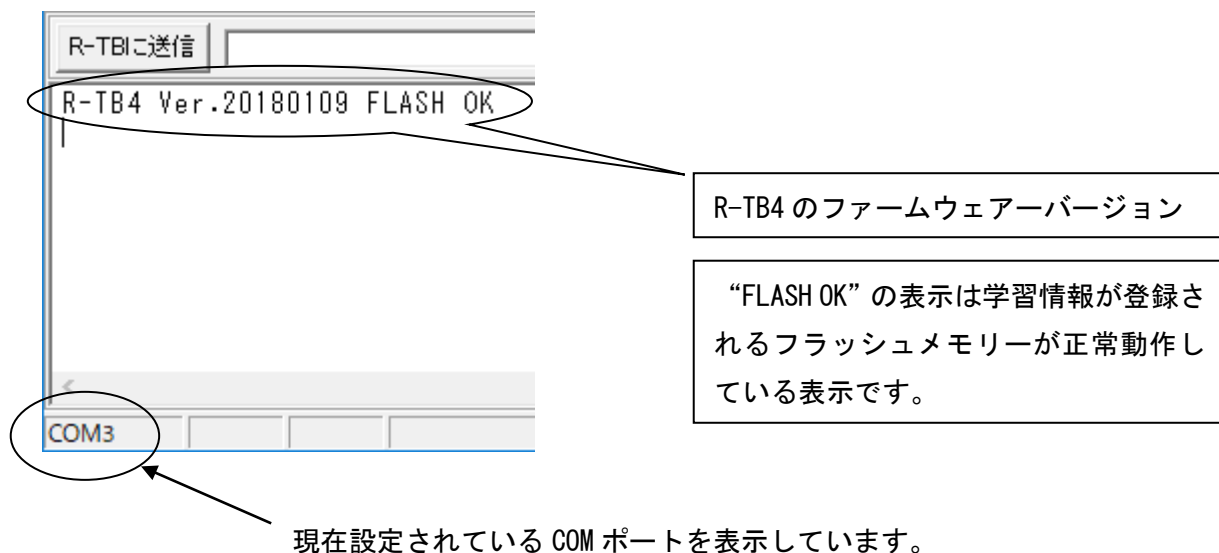 R-TBに送信
R-TB4 Ver.20180109 FLASH OK
R-TB4 のファームウェアーバージョン
“FLASH OK”の表示は学習情報が登録さ
れるフラッシュメモリーが正常動作し
ている表示です。
COM3
現在設定されている COM ポートを表示しています。